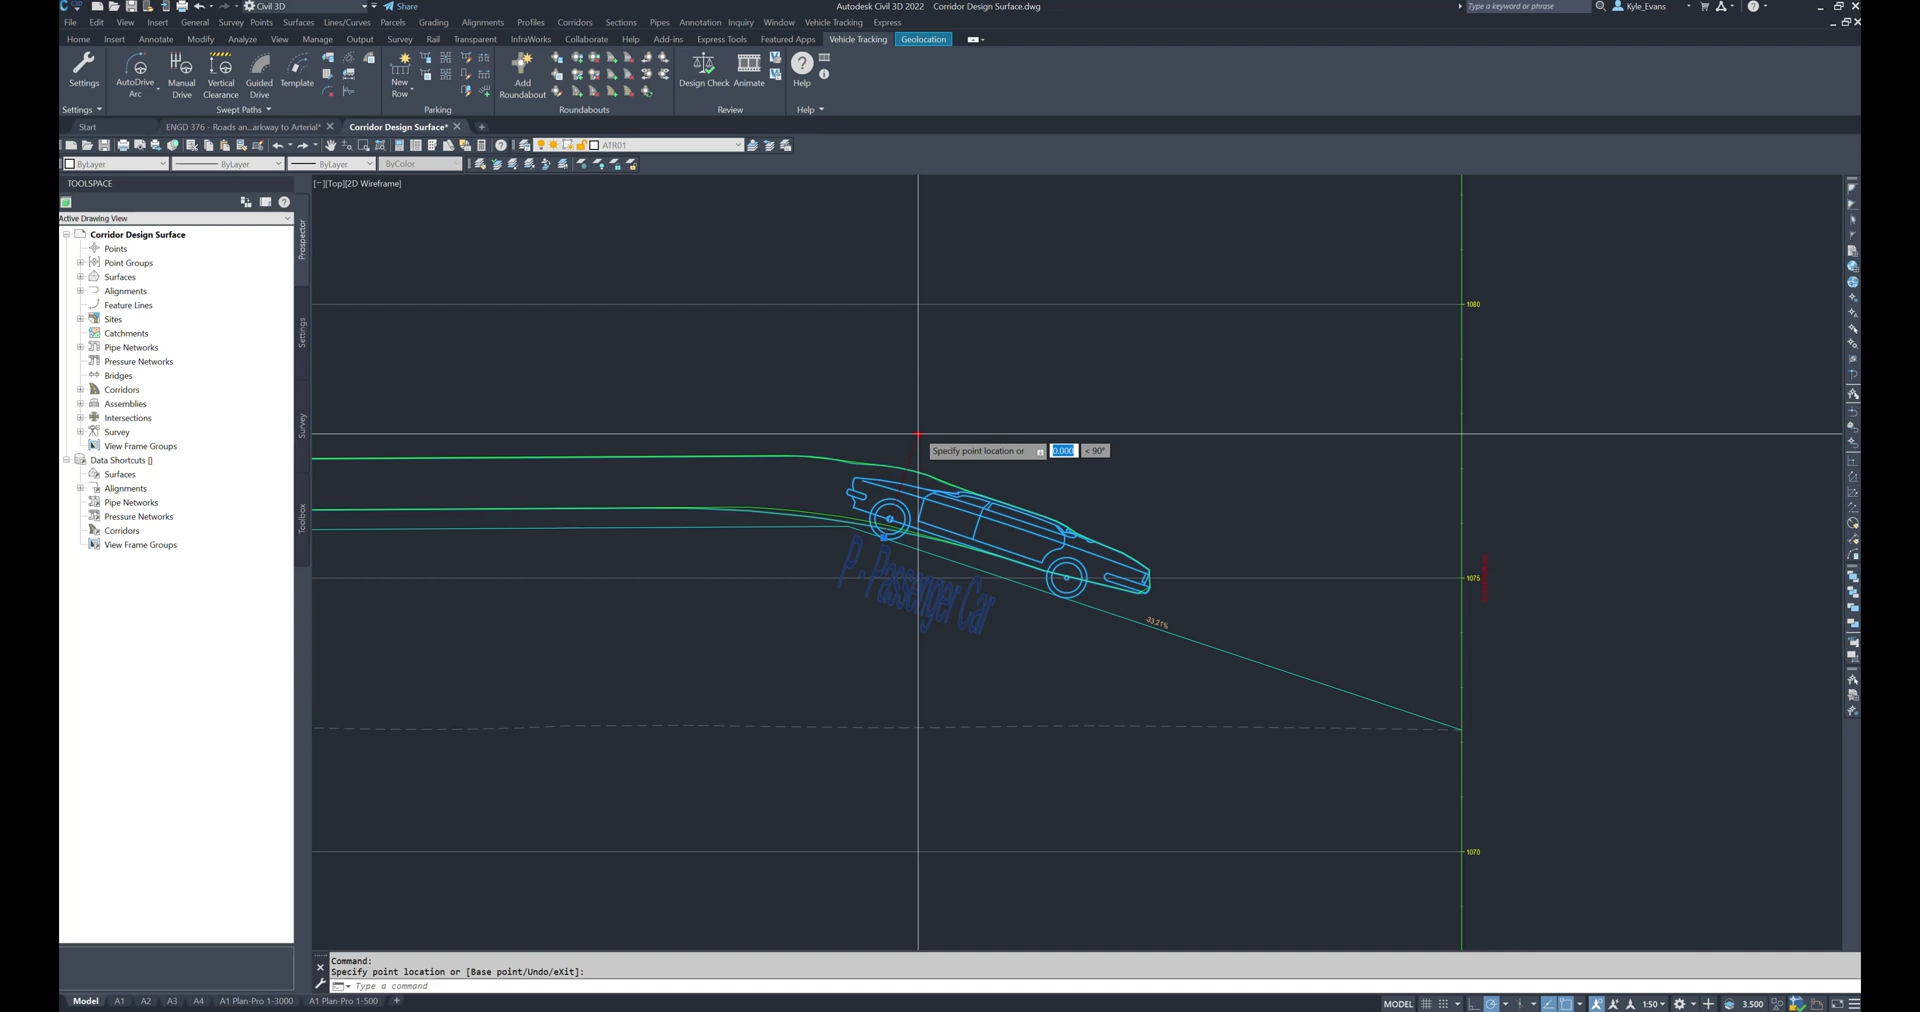 Civil 3D
Share
Autodesk Civil 3D 2022 Corridor Design Surface.dwg
Type a keyword or phrase
Kyle_Evans
File Edit View Insert General Survey Points Surfaces Lines/Curves Parcels Grading Alignments Profiles Corridors Sections Pipes Annotation Inquiry Window Vehicle Tracking Express
Home Insert Annotate Modify Analyze View Manage Output Survey Rail Transparent InfraWorks Collaborate Help Add-ins Express Tools Featured Apps Vehicle Tracking Geolocation
Settings
AutoDrive Arc
Manual Drive
Vertical Clearance
Guided Drive
Template
New Row
Add Roundabout
Design Check
Animate
Help
Settings Swept Paths Parking Roundabouts Review Help
Start
ENGD 376 - Roads an...arkway to Arterial*
Corridor Design Surface*
ATR01
ByLayer ByLayer ByLayer ByColor
TOOLSPACE
Active Drawing View
Corridor Design Surface
Points
Point Groups
Surfaces
Alignments
Feature Lines
Sites
Catchments
Pipe Networks
Pressure Networks
Bridges
Corridors
Assemblies
Intersections
Survey
View Frame Groups
Data Shortcuts []
Surfaces
Alignments
Pipe Networks
Pressure Networks
Corridors
View Frame Groups
Prospector
Settings
Survey
Toolbox
[−][Top][2D Wireframe]
1080
Specify point location or
0.000
< 90°
P. Passenger Car
1075
-33.21%
1070
Command:
Specify point location or [Base point/Undo/eXit]:
Type a command
Model A1 A2 A3 A4 A1 Plan-Pro 1-3000 A1 Plan-Pro 1-500
MODEL
1:50
3.500